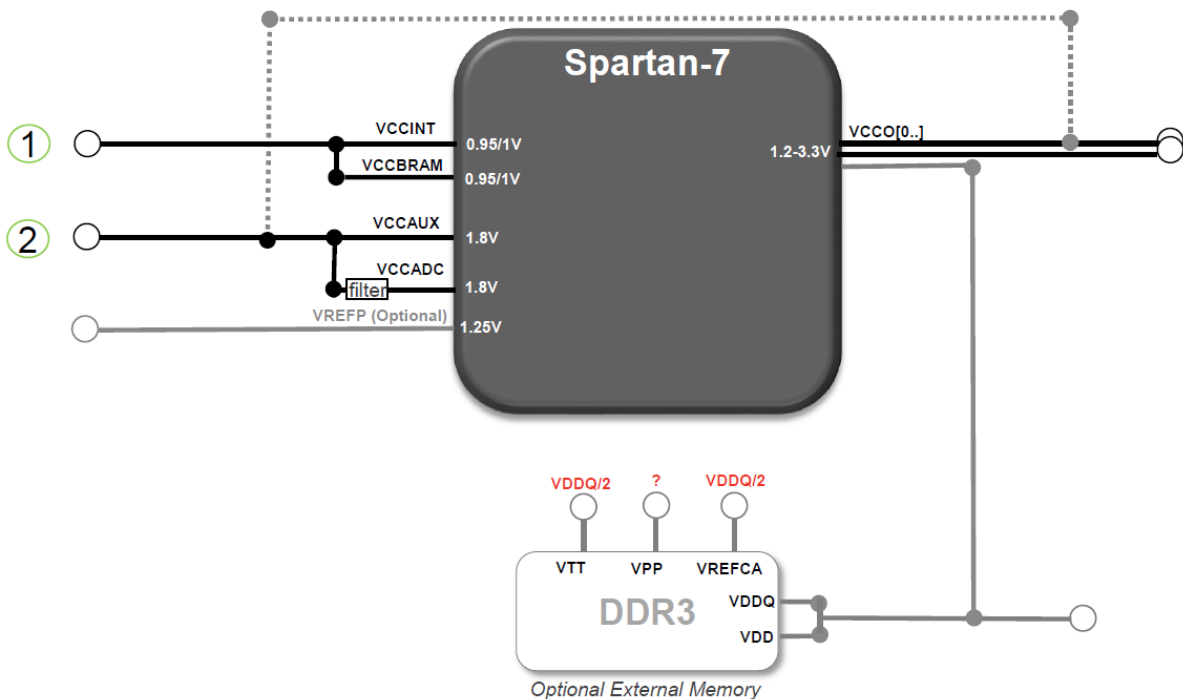 Spartan-7
1
VCCINT
0.95/1V
VCCBRAM
0.95/1V
VCCO[0..]
1.2-3.3V
2
VCCAUX
1.8V
VCCADC
filter
1.8V
VREFP (Optional)
1.25V
VDDQ/2
?
VDDQ/2
VTT
VPP
VREFCA
DDR3
VDDQ
VDD
Optional External Memory